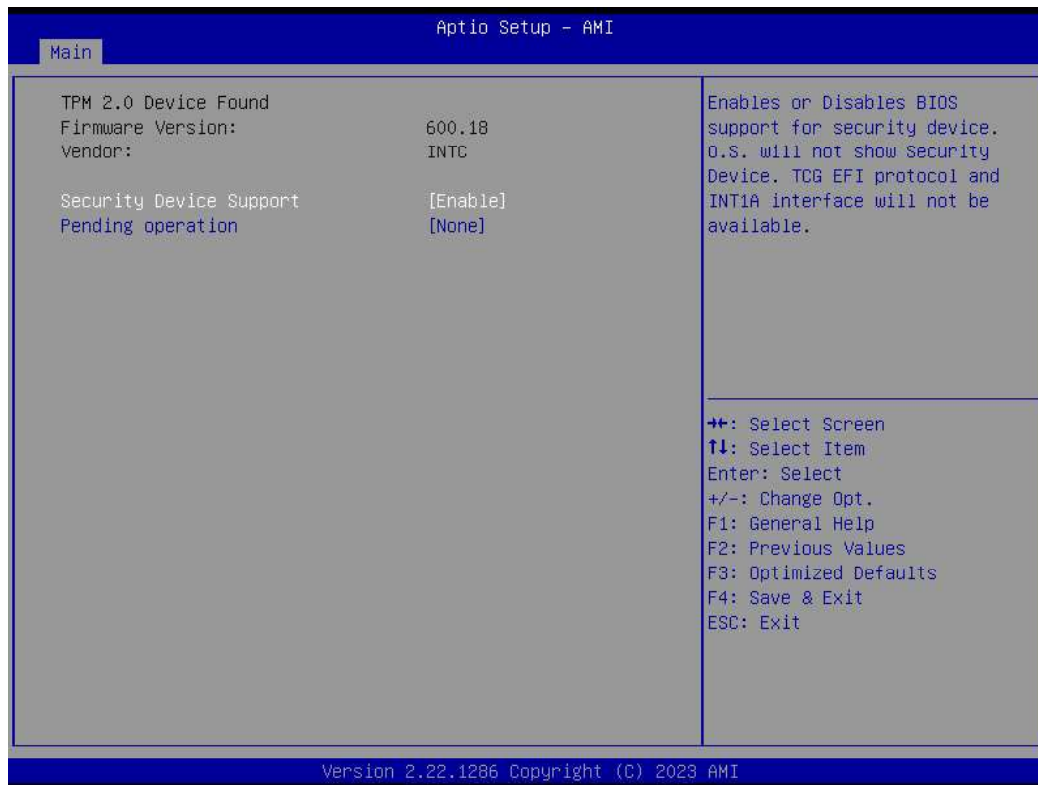 Aptio Setup – AMI
Main
TPM 2.0 Device Found
Firmware Version: 600.18
Vendor: INTC
Security Device Support [Enable]
Pending operation [None]
Enables or Disables BIOS
support for security device.
O.S. will not show Security
Device. TCG EFI protocol and
INT1A interface will not be
available.
→←: Select Screen
↑↓: Select Item
Enter: Select
+/-: Change Opt.
F1: General Help
F2: Previous Values
F3: Optimized Defaults
F4: Save & Exit
ESC: Exit
Version 2.22.1286 Copyright (C) 2023 AMI